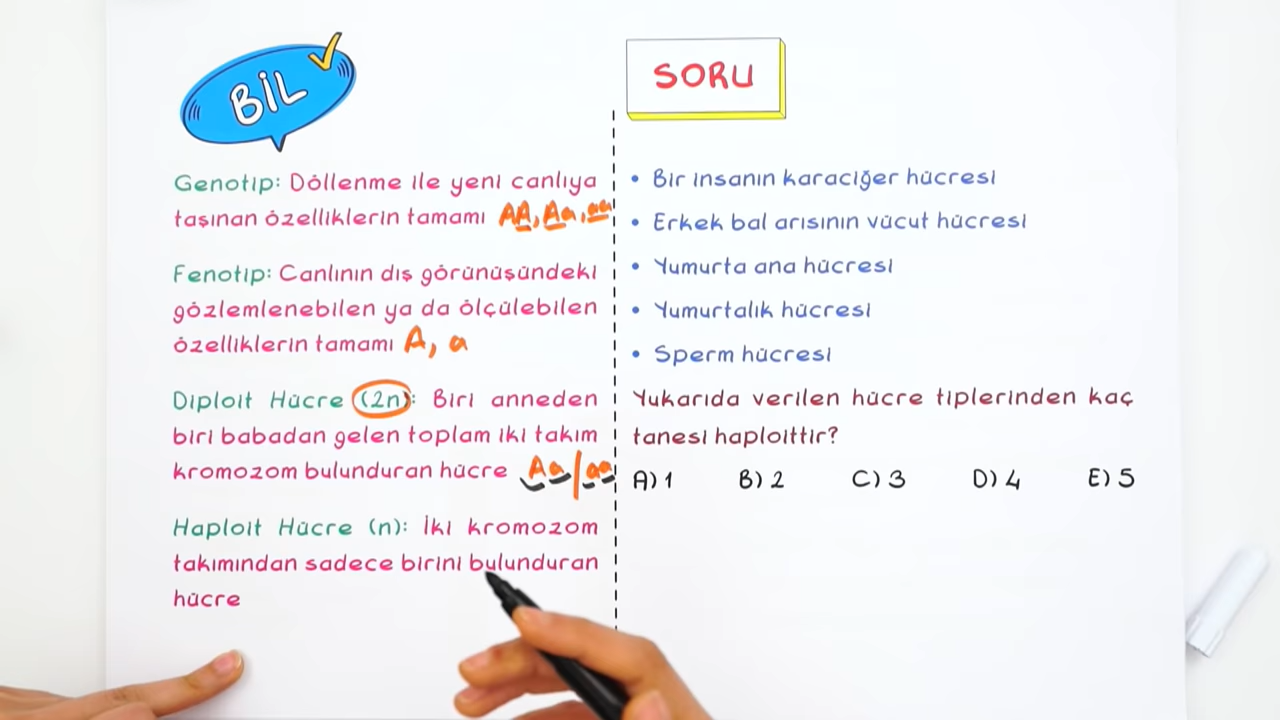 BİL
Genotip: Döllenme ile yeni canlıya
taşınan özelliklerin tamamı AA, Aa, aa
Fenotip: Canlının dış görünüşündeki
gözlemlenebilen ya da ölçülebilen
özelliklerin tamamı A, a
Diploit Hücre (2n): Biri anneden
biri babadan gelen toplam iki takım
kromozom bulunduran hücre Aa/aa
Haploit Hücre (n): İki kromozom
takımından sadece birini bulunduran
hücre
SORU
• Bir insanın karaciğer hücresi
• Erkek bal arısının vücut hücresi
• Yumurta ana hücresi
• Yumurtalık hücresi
• Sperm hücresi
Yukarıda verilen hücre tiplerinden kaç
tanesi haploittir?
A) 1 B) 2 C) 3 D) 4 E) 5